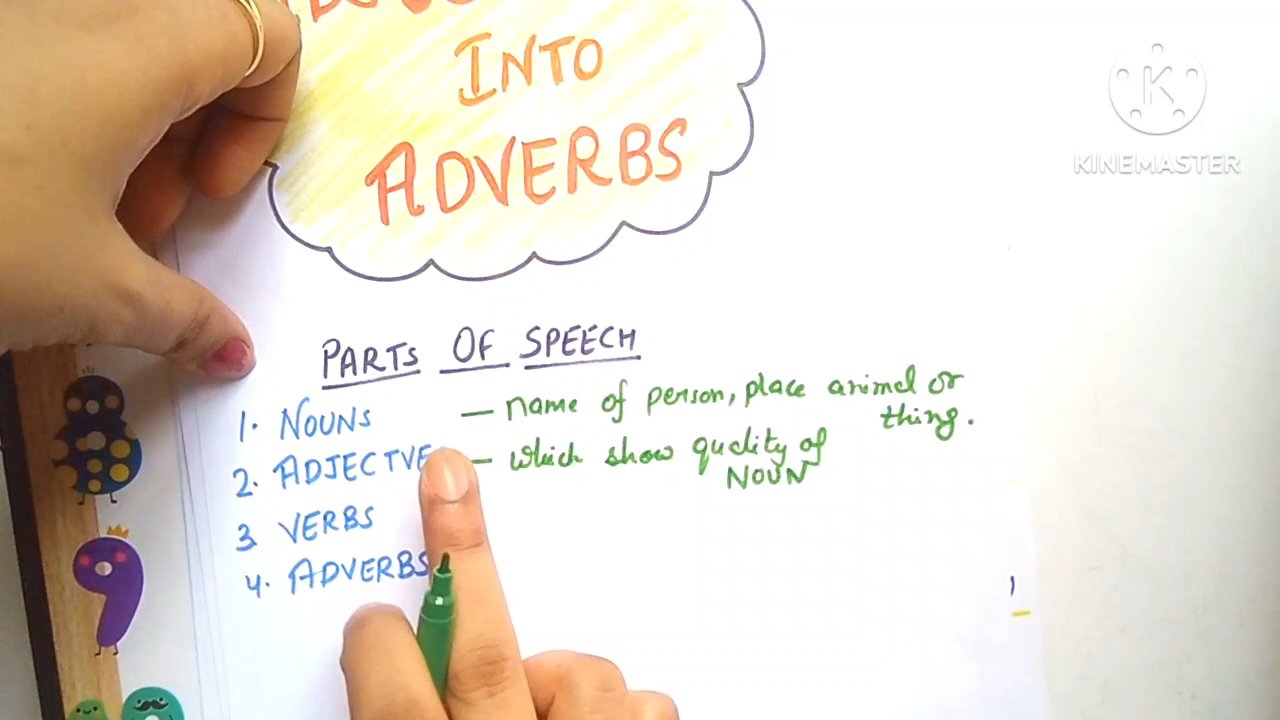 INTO
ADVERBS
K
KINEMASTER
PARTS OF SPEECH
1. NOUNS — name of person, place animal or
thing.
2. ADJECTVE — which show quality of
NOUN
3 VERBS
4. ADVERBS